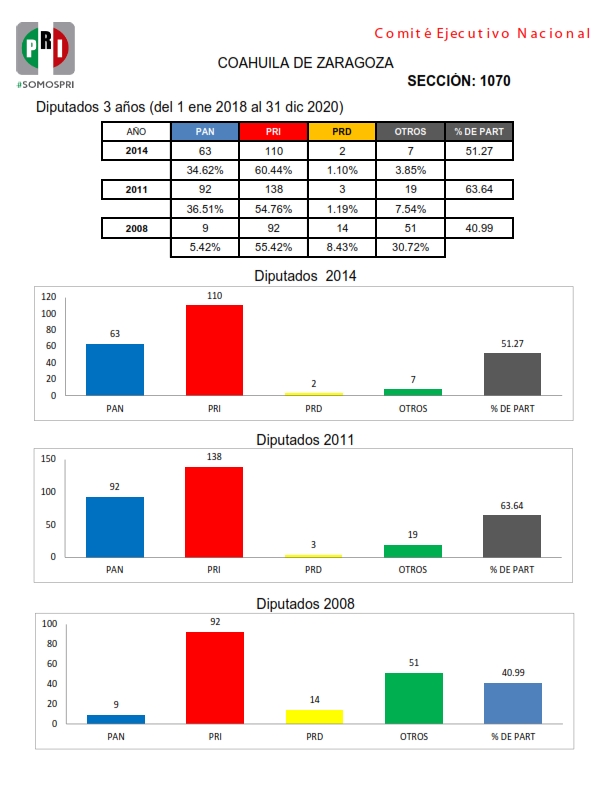 Comité Ejecutivo Nacional
PRI
#SOMOSPRI
COAHUILA DE ZARAGOZA
SECCIÓN: 1070
Diputados 3 años (del 1 ene 2018 al 31 dic 2020)
AÑO PAN PRI PRD OTROS % DE PART
2014 63 110 2 7 51.27
34.62% 60.44% 1.10% 3.85%
2011 92 138 3 19 63.64
36.51% 54.76% 1.19% 7.54%
2008 9 92 14 51 40.99
5.42% 55.42% 8.43% 30.72%
Diputados  2014
120
100
80
60
40
20
0
63 110 2 7 51.27
PAN PRI PRD OTROS % DE PART
Diputados 2011
150
100
50
0
92 138 3 19 63.64
PAN PRI PRD OTROS % DE PART
Diputados 2008
100
80
60
40
20
0
9 92 14 51 40.99
PAN PRI PRD OTROS % DE PART